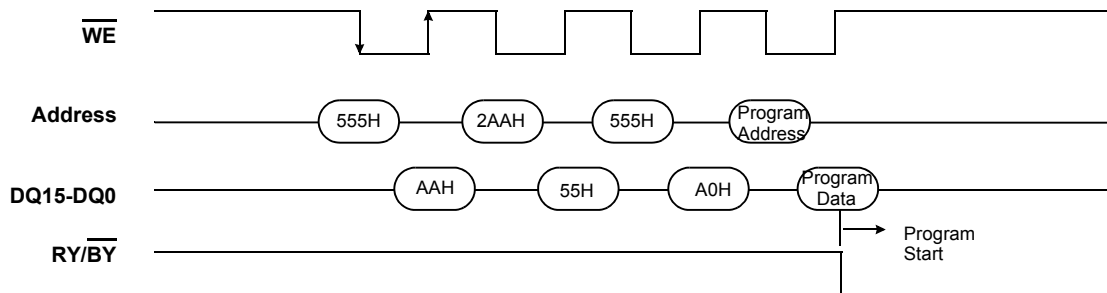 WE
Address
555H
2AAH
555H
Program
Address
DQ15-DQ0
AAH
55H
A0H
Program
Data
RY/BY
Program
Start